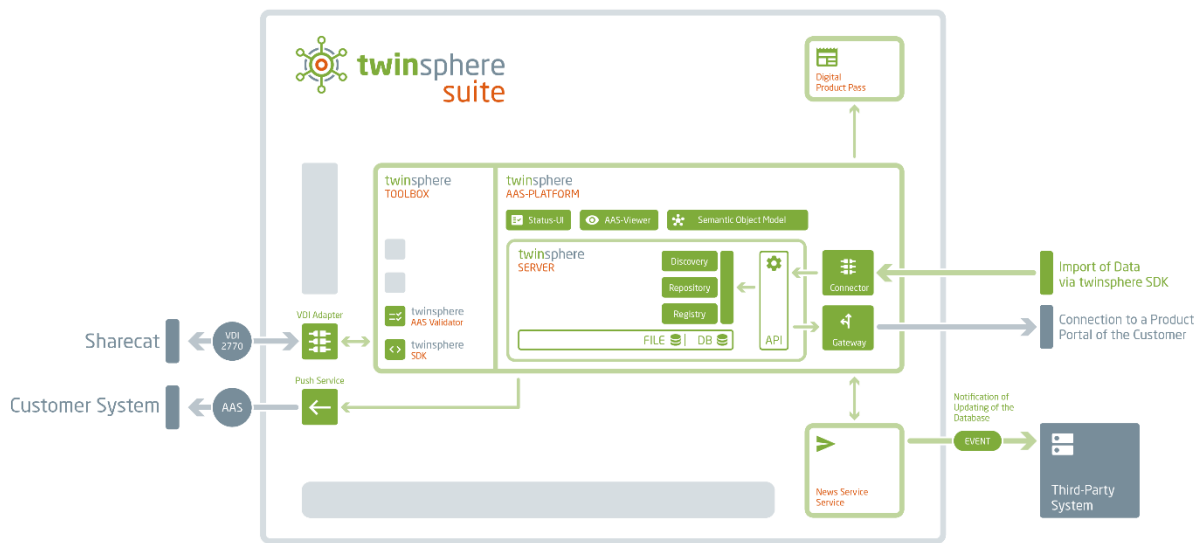 twinsphere
suite
Digital
Product Pass
twinsphere
TOOLBOX
twinsphere
AAS-PLATFORM
Status-UI
AAS-Viewer
Semantic Object Model
twinsphere
SERVER
Discovery
Repository
Registry
FILE
DB
API
Connector
Gateway
Import of Data
via twinsphere SDK
Connection to a Product
Portal of the Customer
twinsphere
AAS Validator
twinsphere
SDK
VDI Adapter
Sharecat
VDI
2770
Push Service
Customer System
AAS
Notification of
Updating of the
Database
EVENT
News Service
Service
Third-Party
System